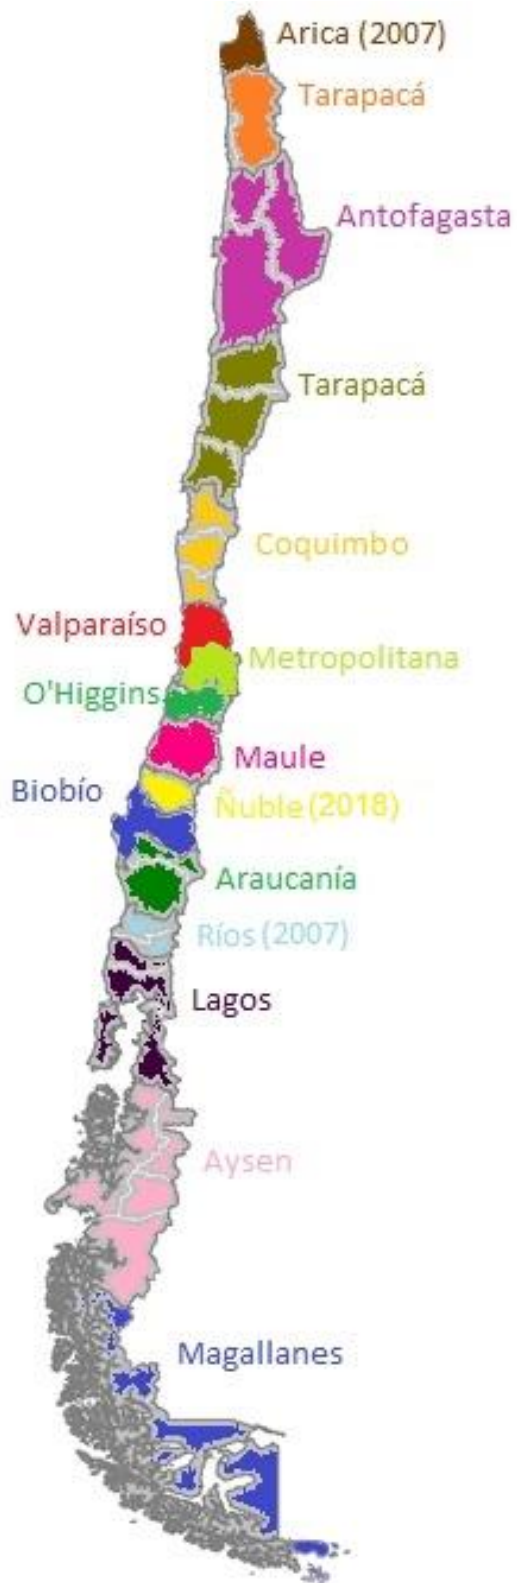 Arica (2007)
Tarapacá
Antofagasta
Tarapacá
Coquimbo
Valparaíso
Metropolitana
O'Higgins
Maule
Biobío
Ñuble (2018)
Araucanía
Ríos (2007)
Lagos
Aysen
Magallanes